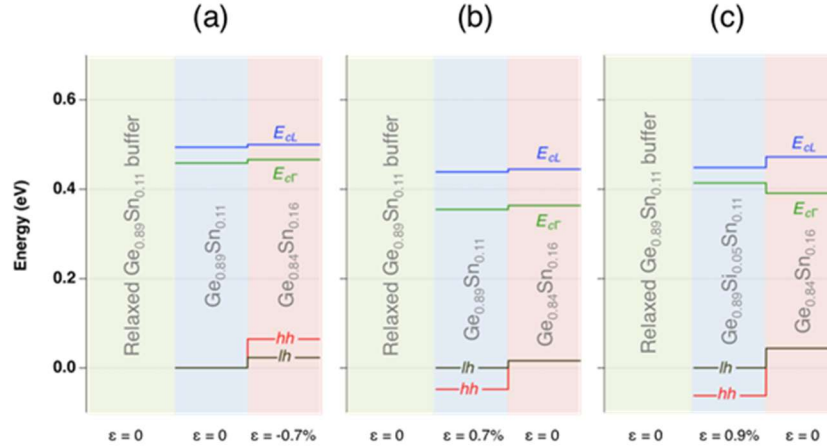 (a)
(b)
(c)
Energy (eV)
0.6
0.4
0.2
0.0
Relaxed Ge0.89Sn0.11 buffer
Ge0.89Sn0.11
Ge0.84Sn0.16
EcL
EcΓ
hh
lh
ε = 0
ε = 0
ε = -0.7%
Relaxed Ge0.89Sn0.11 buffer
Ge0.89Sn0.11
Ge0.84Sn0.16
EcL
EcΓ
lh
hh
ε = 0
ε = 0.7%
ε = 0
Relaxed Ge0.89Sn0.11 buffer
Ge0.89Si0.05Sn0.11
Ge0.84Sn0.16
EcL
EcΓ
lh
hh
ε = 0
ε = 0.9%
ε = 0